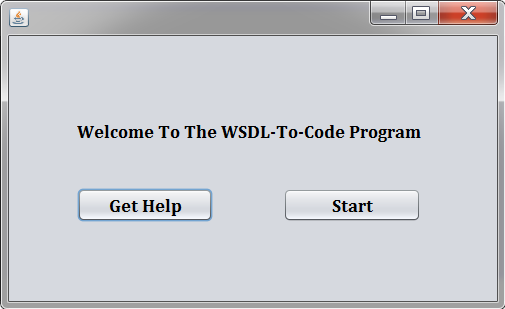 Welcome To The WSDL-To-Code Program
Get Help
Start